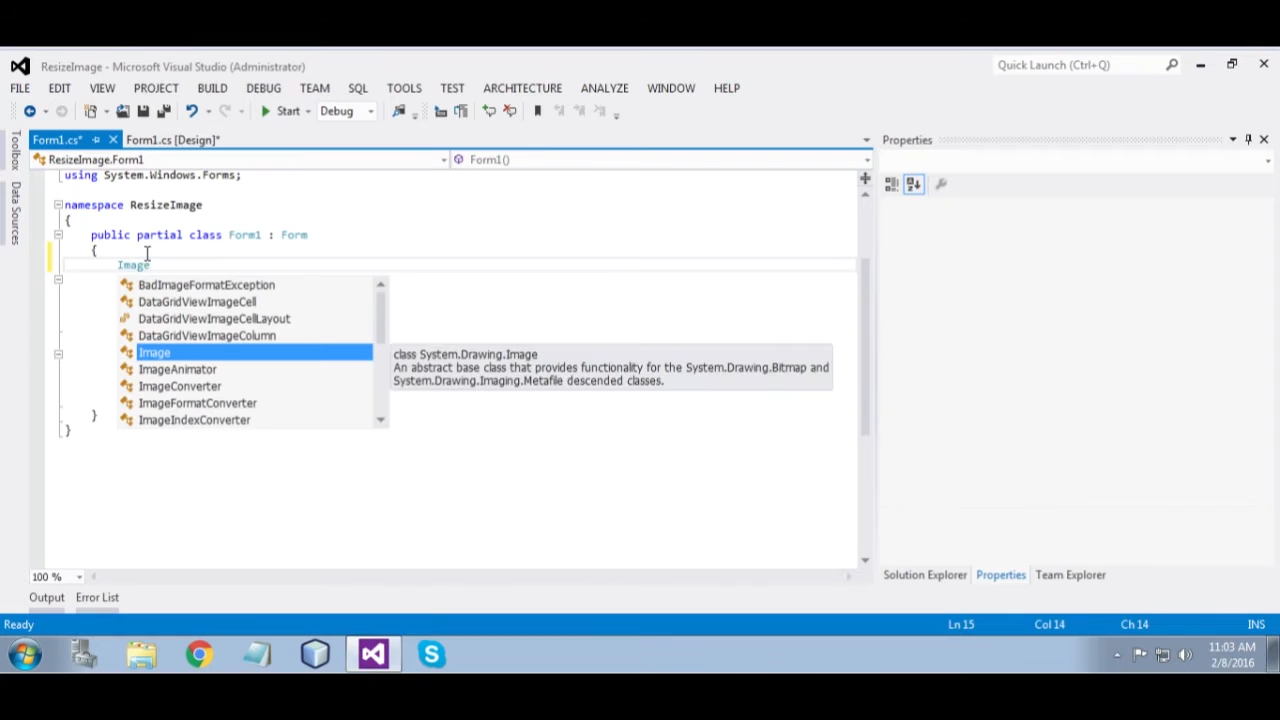 ResizeImage - Microsoft Visual Studio (Administrator)
Quick Launch (Ctrl+Q)
FILE EDIT VIEW PROJECT BUILD DEBUG TEAM SQL TOOLS TEST ARCHITECTURE ANALYZE WINDOW HELP
Start Debug
Toolbox
Data Sources
Form1.cs* Form1.cs [Design]*
ResizeImage.Form1 Form1()
using System.Windows.Forms;
namespace ResizeImage
{
public partial class Form1 : Form
{
Image
BadImageFormatException
DataGridViewImageCell
DataGridViewImageCellLayout
DataGridViewImageColumn
Image
ImageAnimator
ImageConverter
ImageFormatConverter
ImageIndexConverter
class System.Drawing.Image
An abstract base class that provides functionality for the System.Drawing.Bitmap and
System.Drawing.Imaging.Metafile descended classes.
}
}
100 %
Properties
Solution Explorer Properties Team Explorer
Output Error List
Ready Ln 15 Col 14 Ch 14 INS
11:03 AM
2/8/2016